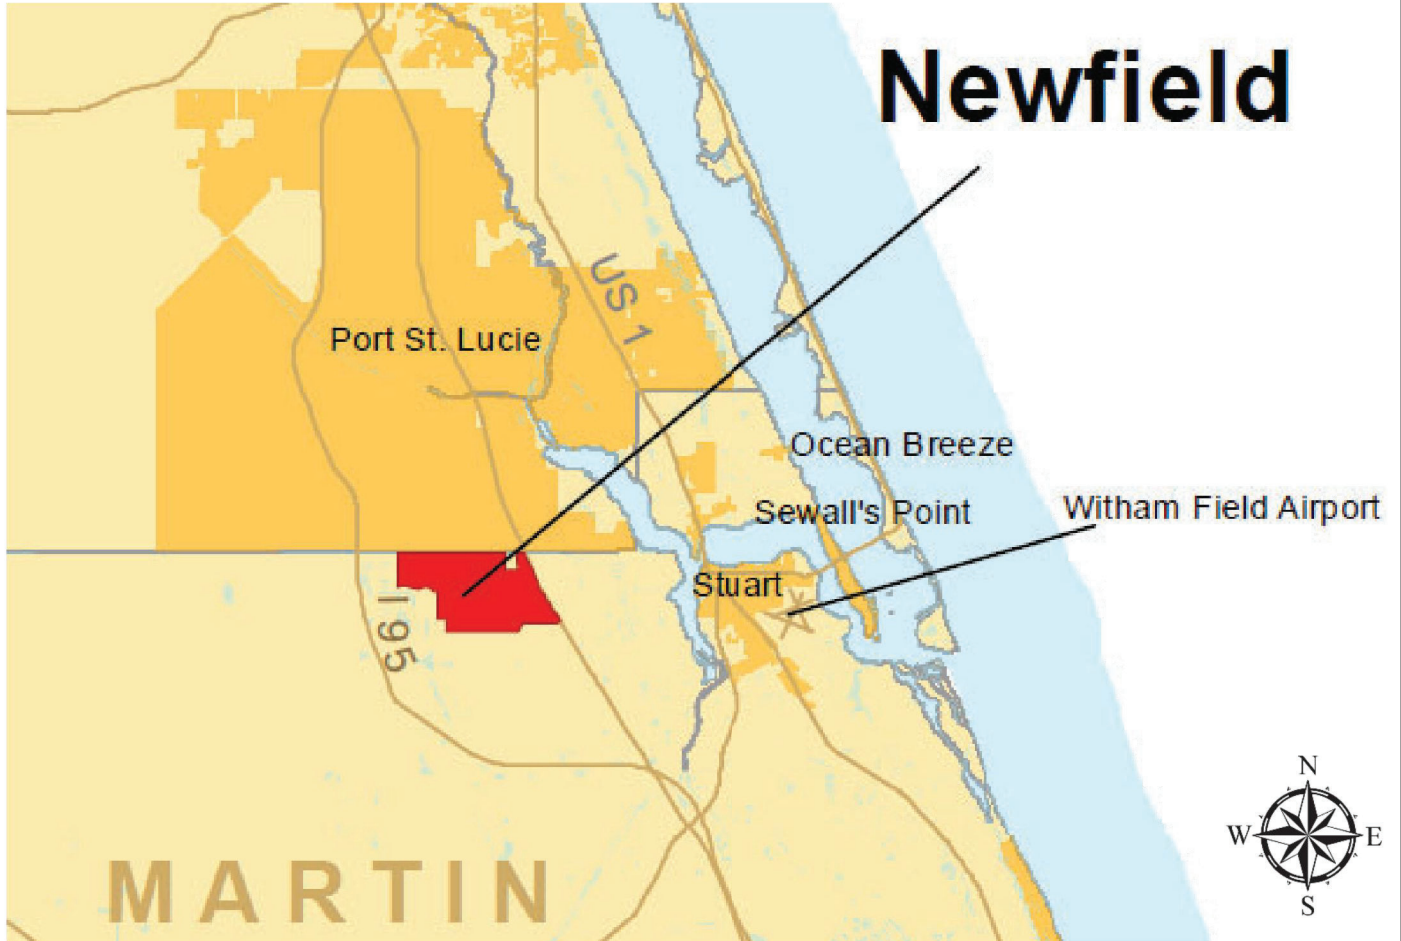 Newfield
US 1
Port St. Lucie
Ocean Breeze
Sewall's Point
Witham Field Airport
Stuart
I 95
N
W
E
S
MARTIN